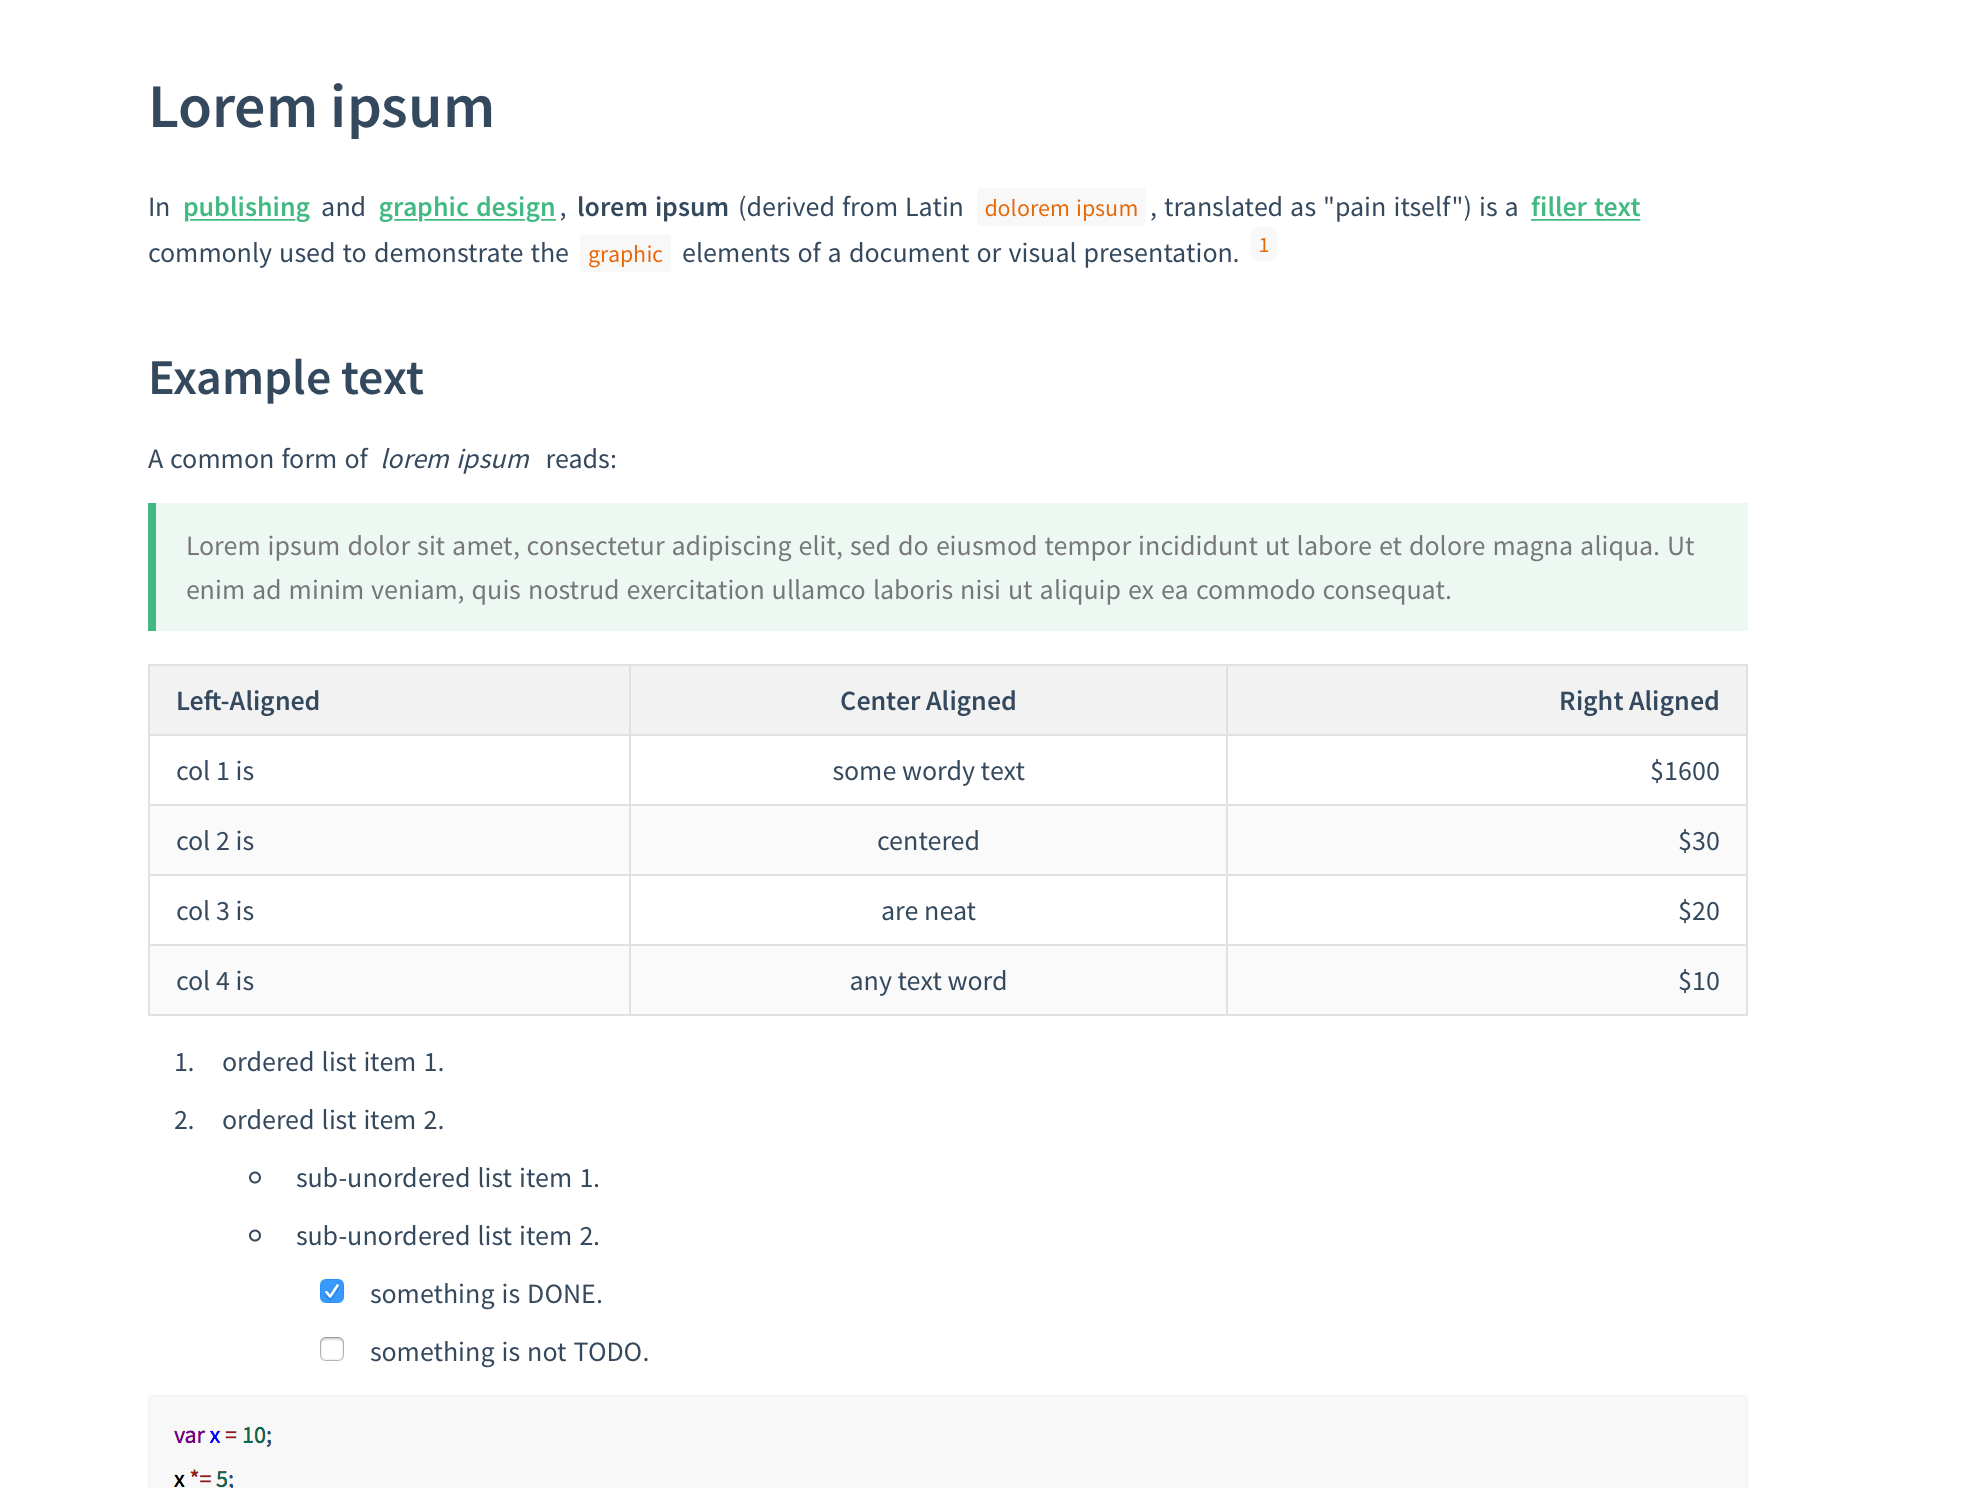 Lorem ipsum
In publishing and graphic design, lorem ipsum (derived from Latin dolorem ipsum, translated as "pain itself") is a filler text
commonly used to demonstrate the graphic elements of a document or visual presentation. 1
Example text
A common form of lorem ipsum reads:
Lorem ipsum dolor sit amet, consectetur adipiscing elit, sed do eiusmod tempor incididunt ut labore et dolore magna aliqua. Ut
enim ad minim veniam, quis nostrud exercitation ullamco laboris nisi ut aliquip ex ea commodo consequat.
Left-Aligned Center Aligned Right Aligned
col 1 is some wordy text $1600
col 2 is centered $30
col 3 is are neat $20
col 4 is any text word $10
1. ordered list item 1.
2. ordered list item 2.
sub-unordered list item 1.
sub-unordered list item 2.
something is DONE.
something is not TODO.
var x = 10;
x *= 5;